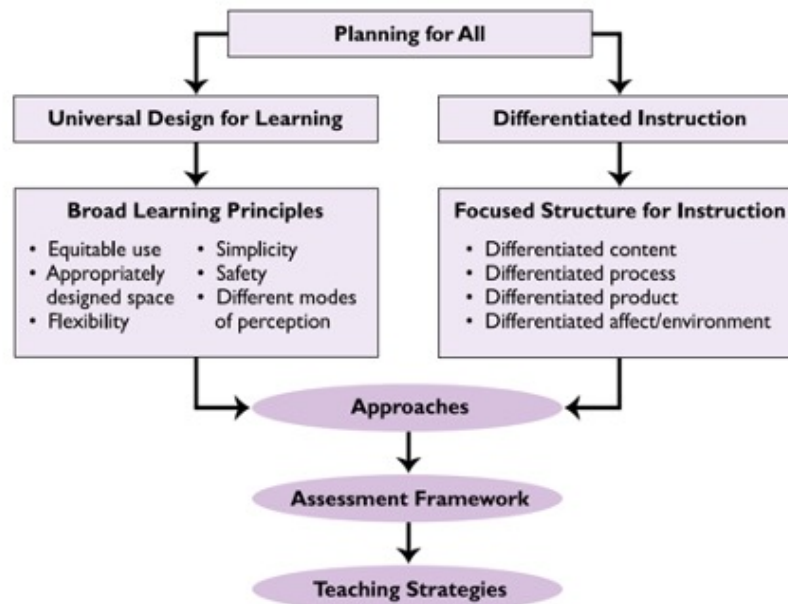 Planning for All
Universal Design for Learning
Differentiated Instruction
Broad Learning Principles
• Equitable use
• Appropriately
designed space
• Flexibility
• Simplicity
• Safety
• Different modes
of perception
Focused Structure for Instruction
• Differentiated content
• Differentiated process
• Differentiated product
• Differentiated affect/environment
Approaches
Assessment Framework
Teaching Strategies